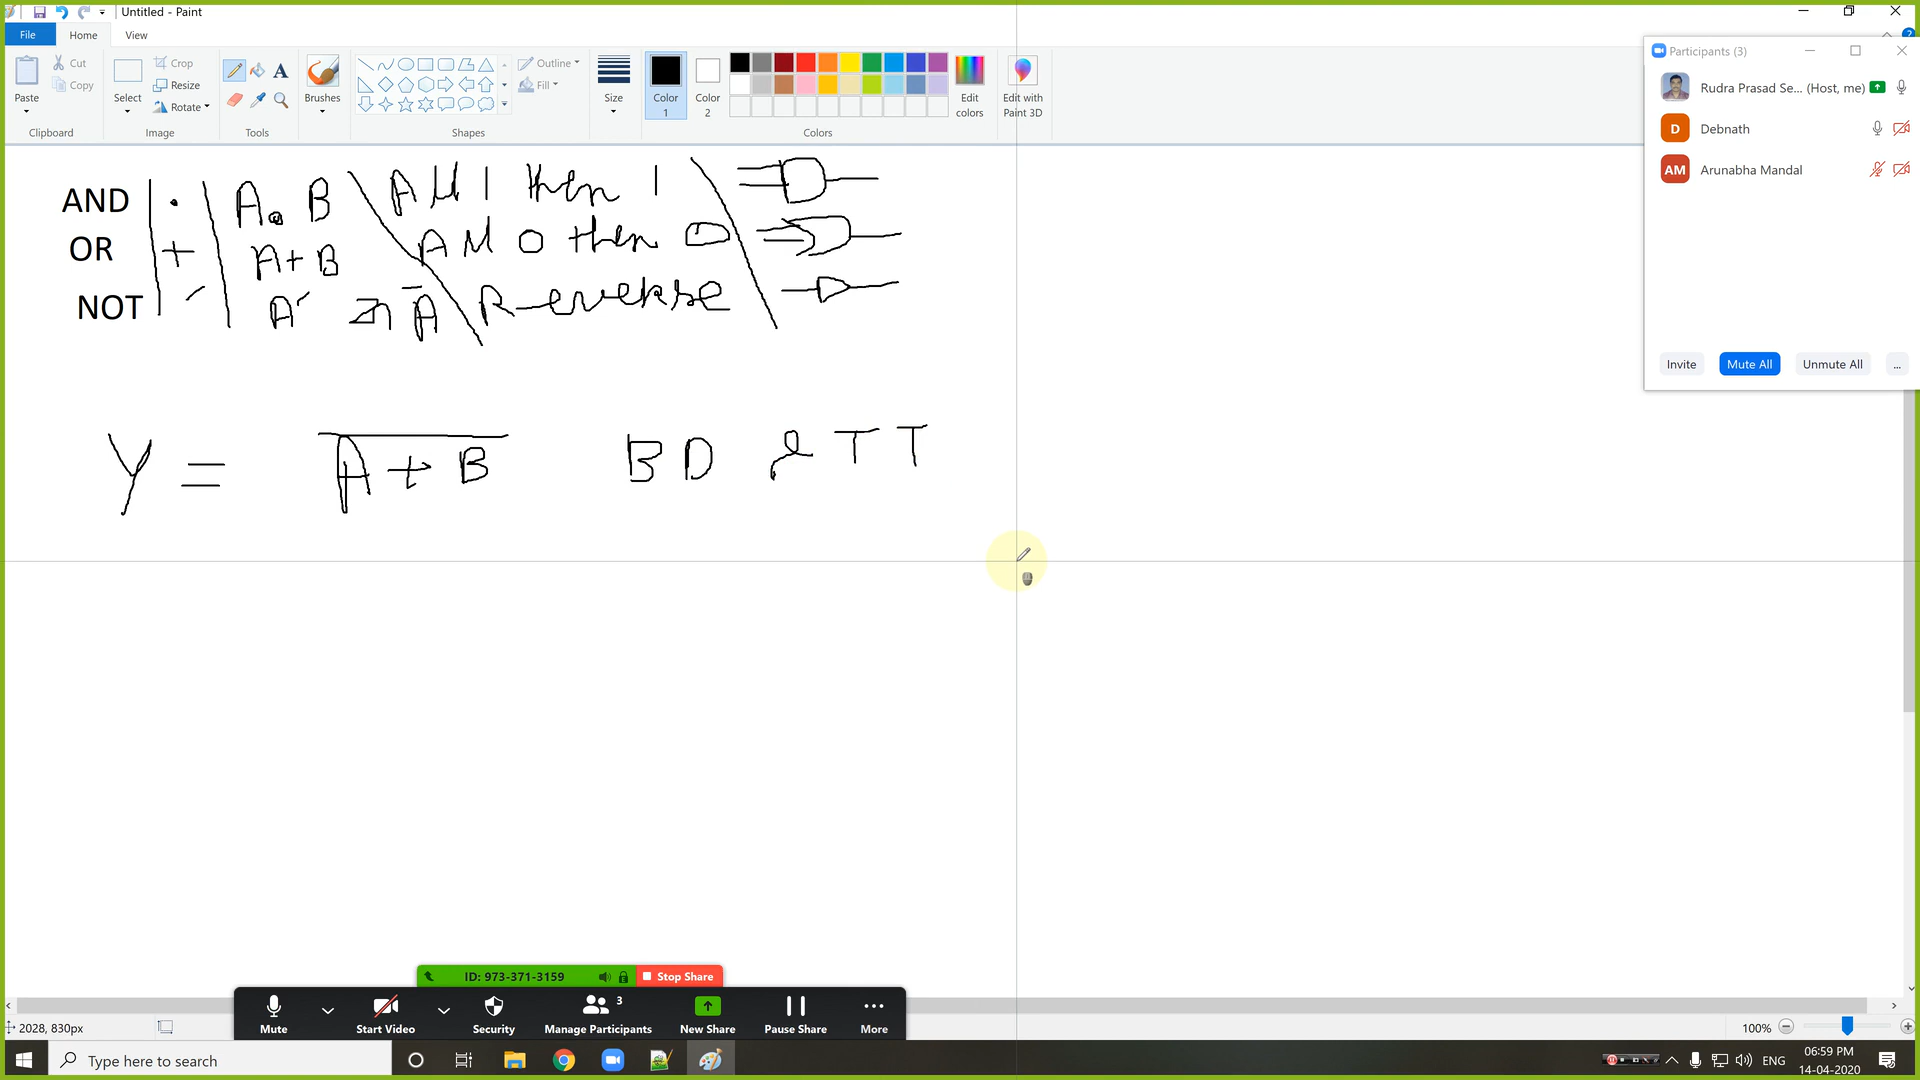 Untitled - Paint
File Home View
Paste Cut Copy Clipboard
Select Crop Resize Rotate Image
Tools
Brushes
Outline Fill Shapes
Size
Color 1 Color 2 Edit colors Colors
Edit with Paint 3D
Participants (3)
Rudra Prasad Se... (Host, me)
D Debnath
AM Arunabha Mandal
Invite Mute All Unmute All ...
AND · A.B All 1 then 1
OR + A+B All 0 then 0
NOT ′ A′ A̅ Reverse
Y = A̅+̅B̅ BD & TT
ID: 973-371-3159 Stop Share
Mute Start Video Security Manage Participants 3 New Share Pause Share More
2028, 830px 100%
Type here to search ENG 06:59 PM
14-04-2020